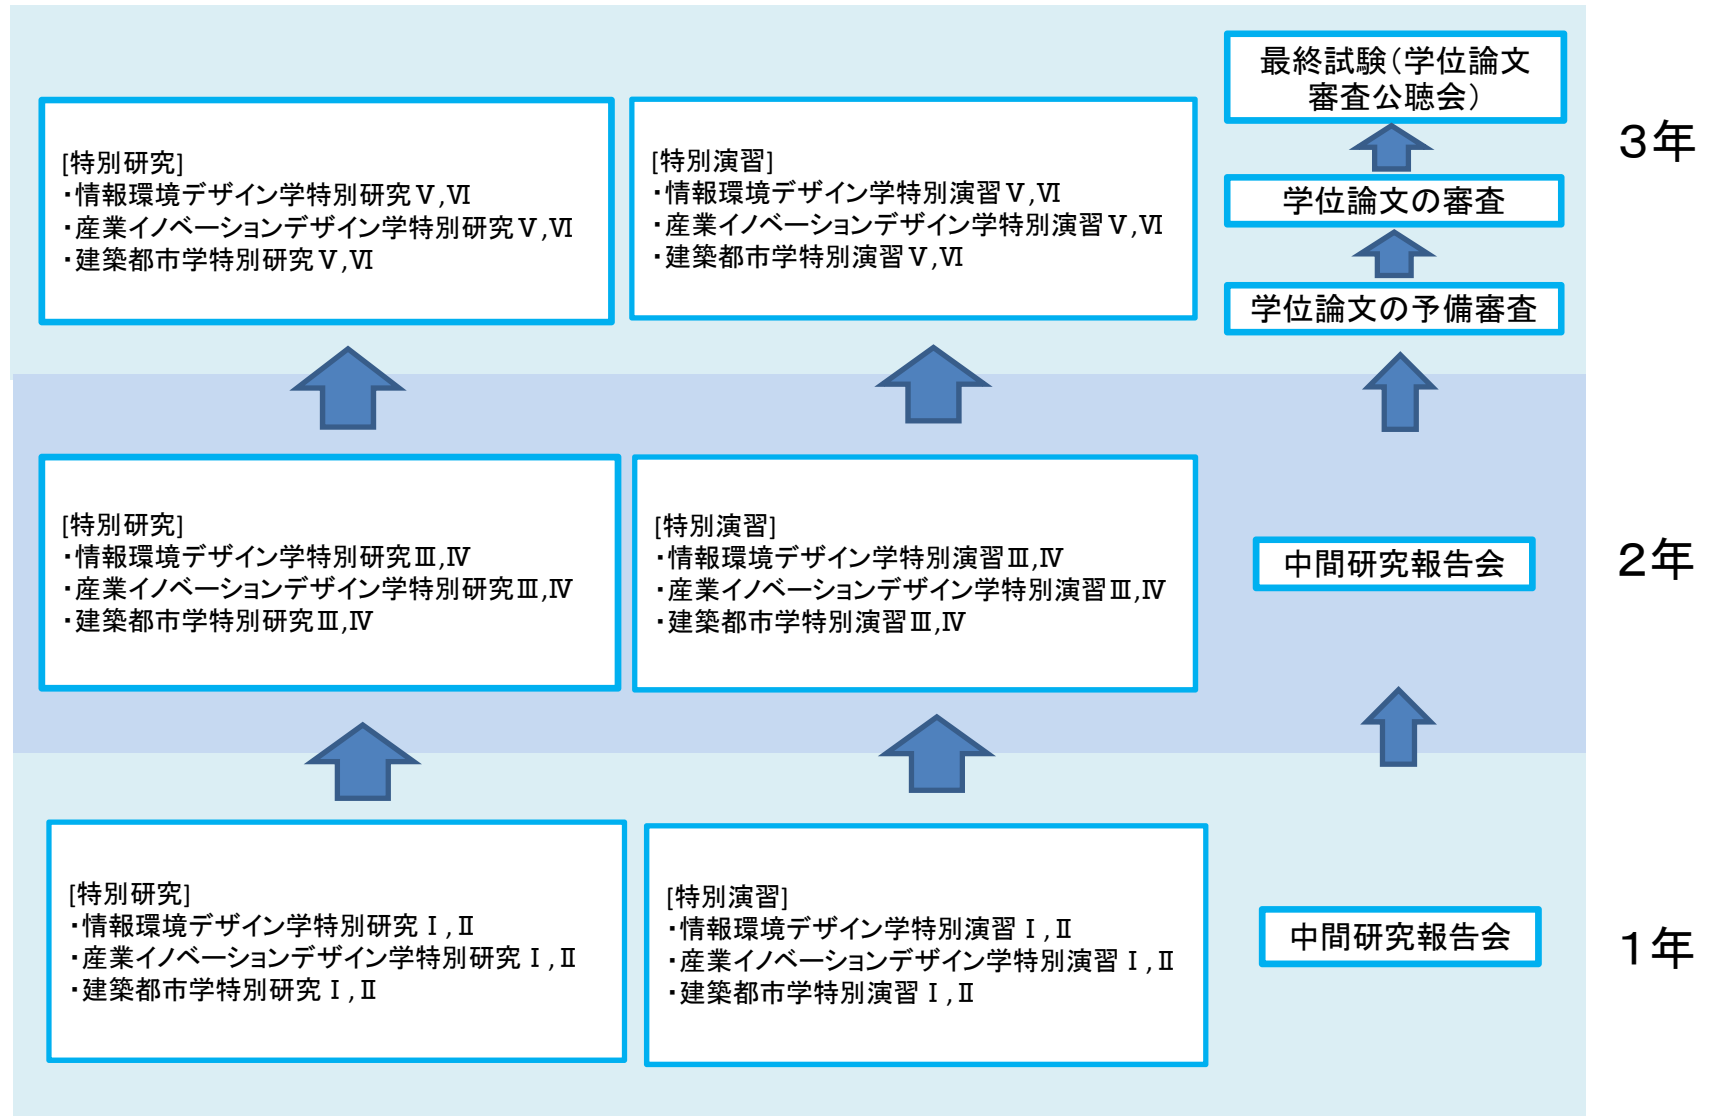 [特別研究]
・情報環境デザイン学特別研究Ⅴ,Ⅵ
・産業イノベーションデザイン学特別研究Ⅴ,Ⅵ
・建築都市学特別研究Ⅴ,Ⅵ
[特別演習]
・情報環境デザイン学特別演習Ⅴ,Ⅵ
・産業イノベーションデザイン学特別演習Ⅴ,Ⅵ
・建築都市学特別演習Ⅴ,Ⅵ
最終試験(学位論文
審査公聴会)
学位論文の審査
学位論文の予備審査
3年
[特別研究]
・情報環境デザイン学特別研究Ⅲ,Ⅳ
・産業イノベーションデザイン学特別研究Ⅲ,Ⅳ
・建築都市学特別研究Ⅲ,Ⅳ
[特別演習]
・情報環境デザイン学特別演習Ⅲ,Ⅳ
・産業イノベーションデザイン学特別演習Ⅲ,Ⅳ
・建築都市学特別演習Ⅲ,Ⅳ
中間研究報告会
2年
[特別研究]
・情報環境デザイン学特別研究Ⅰ,Ⅱ
・産業イノベーションデザイン学特別研究Ⅰ,Ⅱ
・建築都市学特別研究Ⅰ,Ⅱ
[特別演習]
・情報環境デザイン学特別演習Ⅰ,Ⅱ
・産業イノベーションデザイン学特別演習Ⅰ,Ⅱ
・建築都市学特別演習Ⅰ,Ⅱ
中間研究報告会
1年